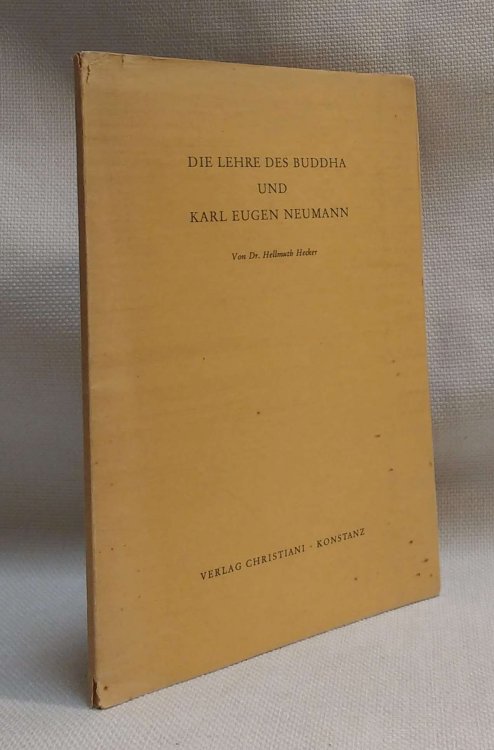 DIE LEHRE DES BUDDHA
UND
KARL EUGEN NEUMANN
Von Dr. Hellmuth Hecker
VERLAG CHRISTIANI · KONSTANZ